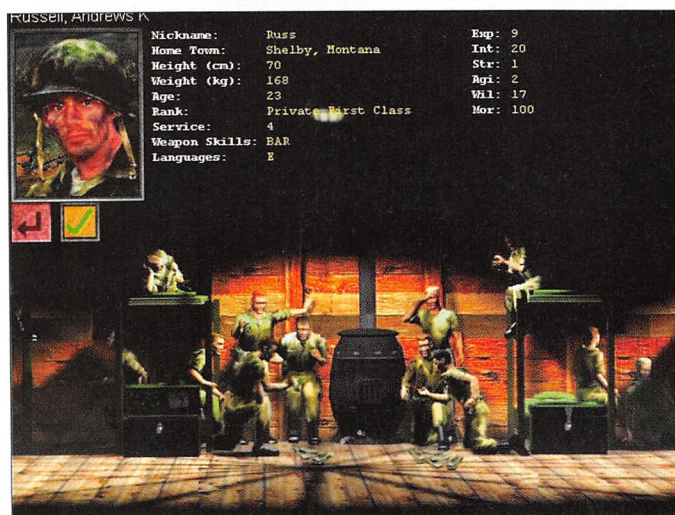 Russell, Andrews K
Nickname: Russ
Home Town: Shelby, Montana
Height (cm): 70
Weight (kg): 168
Age: 23
Rank: Private First Class
Service: 4
Weapon Skills: BAR
Languages: E
Exp: 9
Int: 20
Str: 1
Agi: 2
Wil: 17
Mor: 100